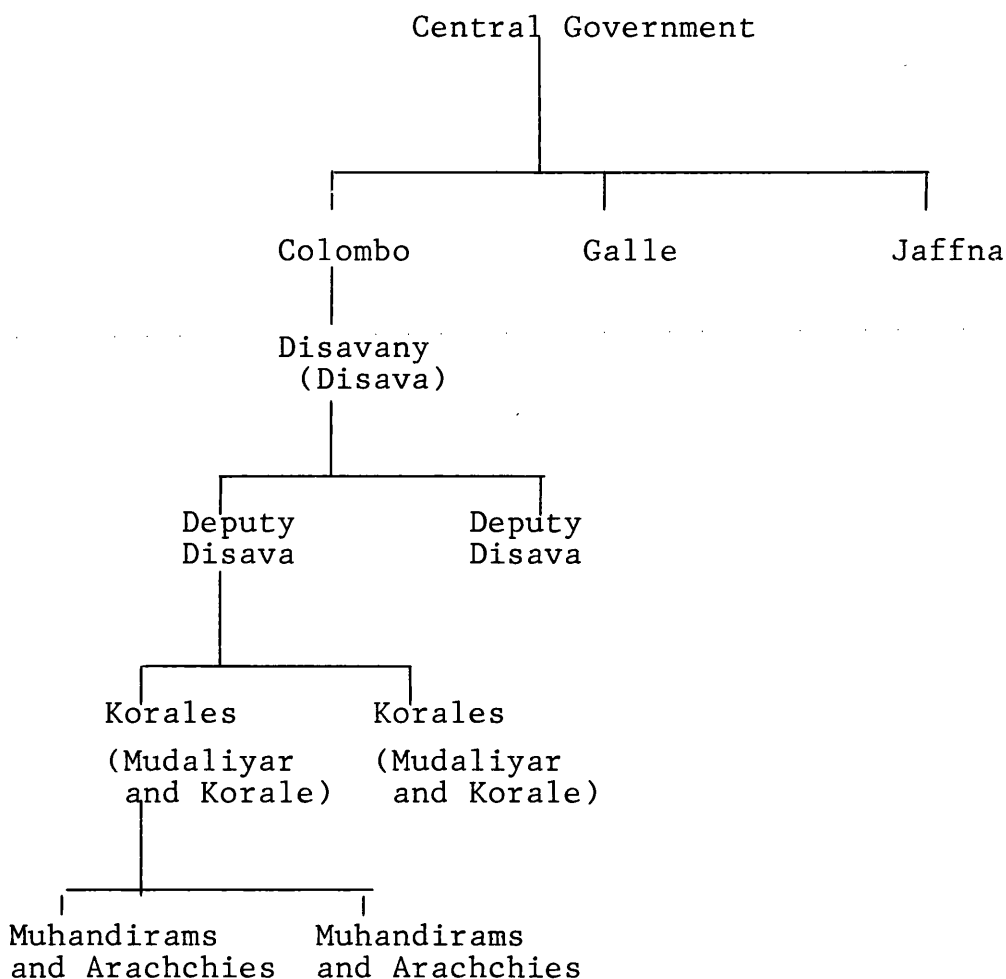 Central Government
Colombo Galle Jaffna
Disavany
(Disava)
Deputy Deputy
Disava Disava
Korales Korales
(Mudaliyar (Mudaliyar
and Korale) and Korale)
Muhandirams Muhandirams
and Arachchies and Arachchies